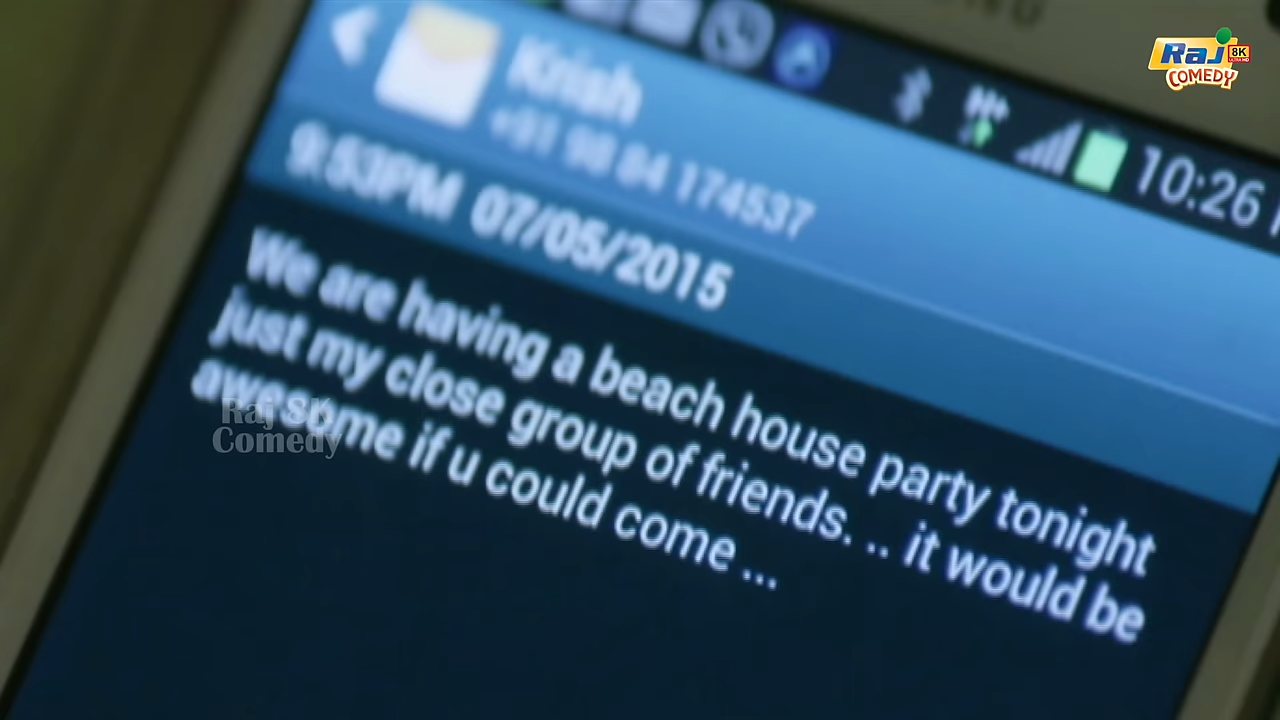 Raj 8K
ULTRA HD
COMEDY
10:26
Krish
+91 98 84 174537
9:53PM 07/05/2015
We are having a beach house party tonight
just my close group of friends. .. it would be
awesome if u could come ...
Raj 8K
Comedy